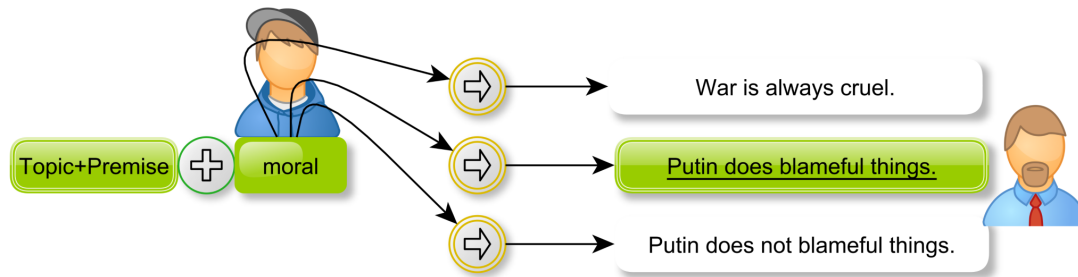 War is always cruel.
Topic+Premise
moral
Putin does blameful things.
Putin does not blameful things.